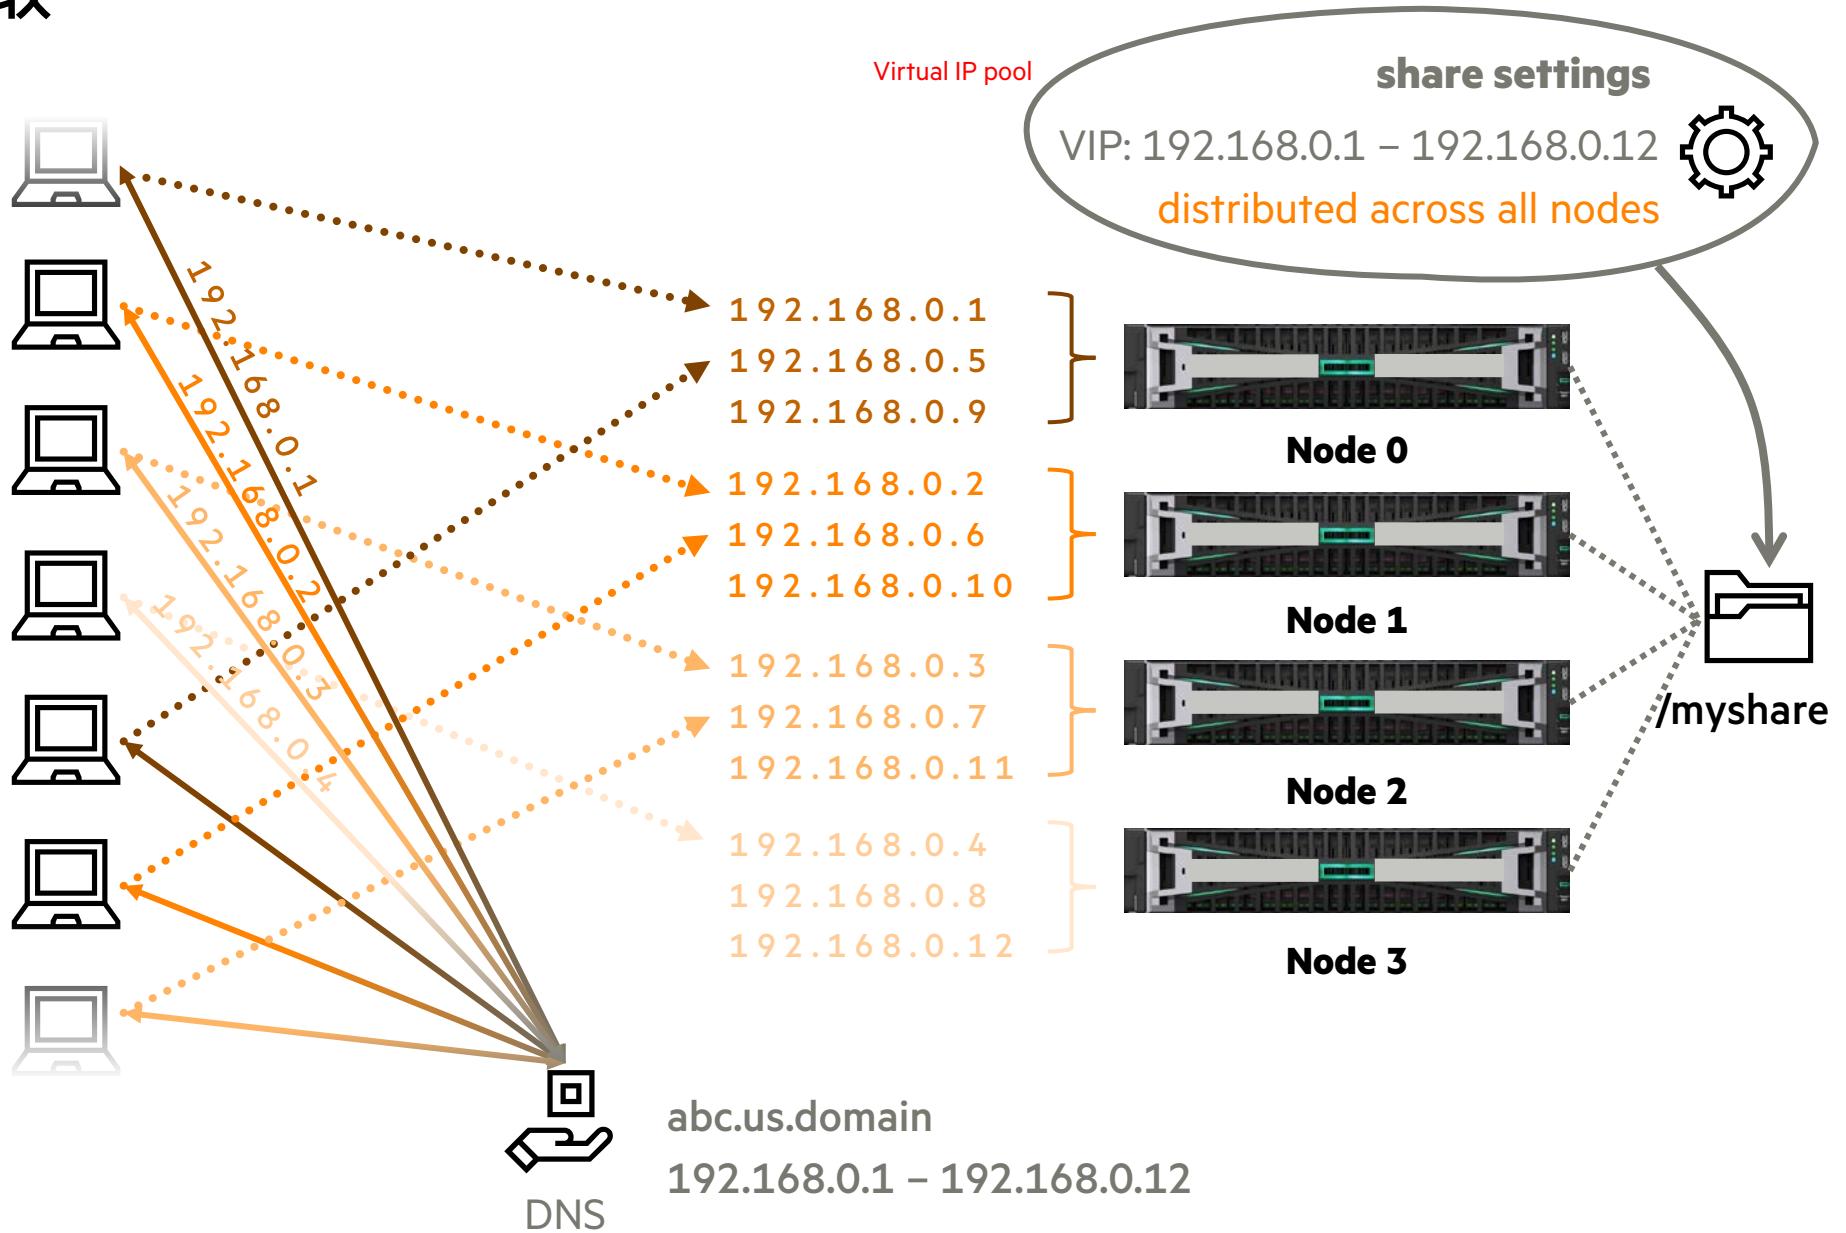 Virtual IP pool
share settings
VIP: 192.168.0.1 – 192.168.0.12
distributed across all nodes
192.168.0.1
192.168.0.2
192.168.0.3
192.168.0.4
192.168.0.1
192.168.0.5
192.168.0.9
Node 0
192.168.0.2
192.168.0.6
192.168.0.10
Node 1
192.168.0.3
192.168.0.7
192.168.0.11
Node 2
/myshare
192.168.0.4
192.168.0.8
192.168.0.12
Node 3
abc.us.domain
192.168.0.1 – 192.168.0.12
DNS